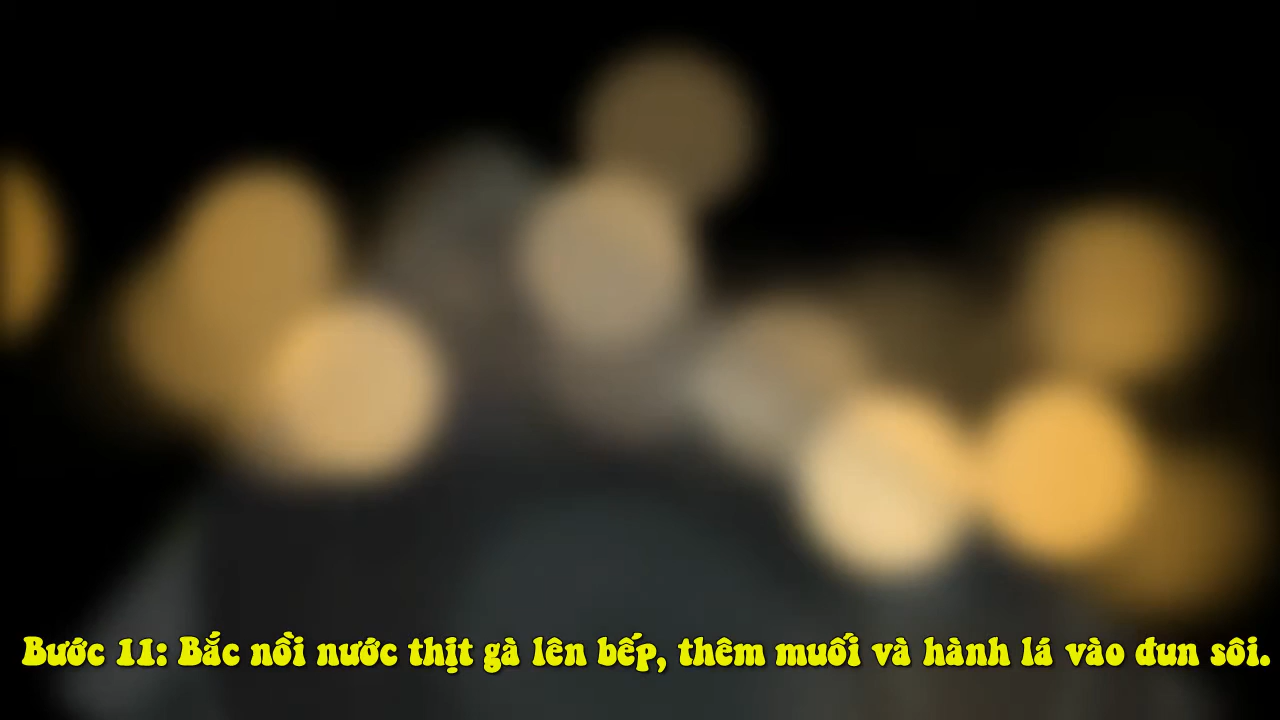 Bước 11: Bắc nồi nước thịt gà lên bếp, thêm muối và hành lá vào đun sôi.